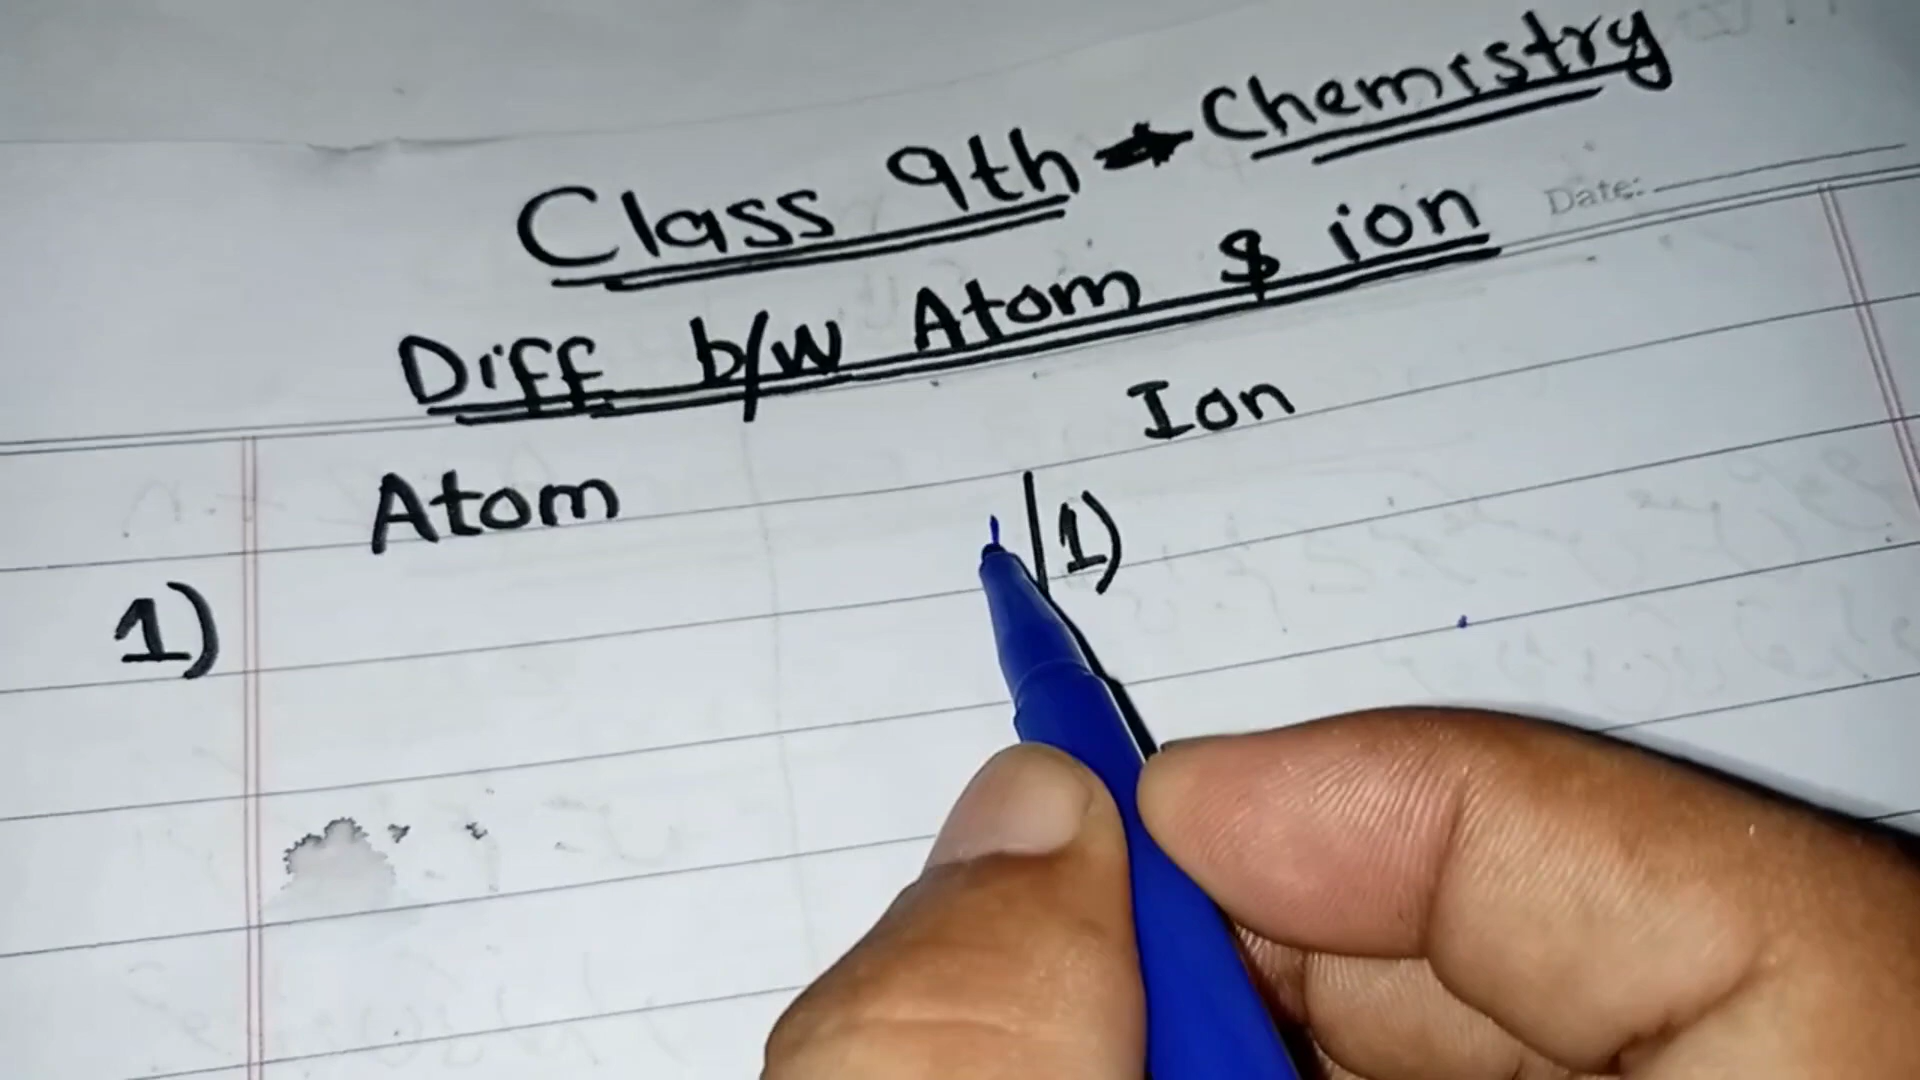 Class 9th → Chemistry
Date:
Diff b/w Atom $ ion
Atom
Ion
1)
1)